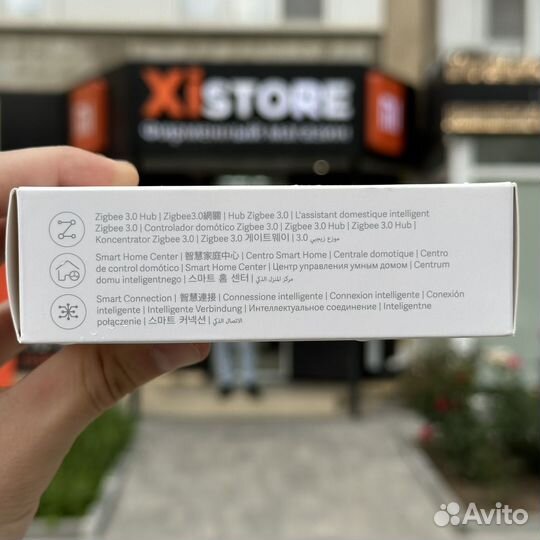 XiSTORE
ФИРМЕННЫЙ МАГАЗИН
Zigbee 3.0 Hub | Zigbee3.0網關 | Hub Zigbee 3.0 | L'assistant domestique intelligent
Zigbee 3.0 | Controlador domótico Zigbee 3.0 | Zigbee 3.0 Hub | Zigbee 3.0 Hub |
Koncentrator Zigbee 3.0 | Zigbee 3.0 게이트웨이 | موزع زيجبي 3.0
Smart Home Center | 智慧家庭中心 | Centro Smart Home | Centrale domotique | Centro
de control domótico | Smart Home Center | Центр управления умным домом | Centrum
domu inteligentnego | 스마트 홈 센터 | مركز المنزل الذكي
Smart Connection | 智慧連接 | Connessione intelligente | Connexion intelligente | Conexión
inteligente | Intelligente Verbindung | Интеллектуальное соединение | Inteligentne
połączenie | 스마트 커넥션 | الاتصال الذكي
Avito